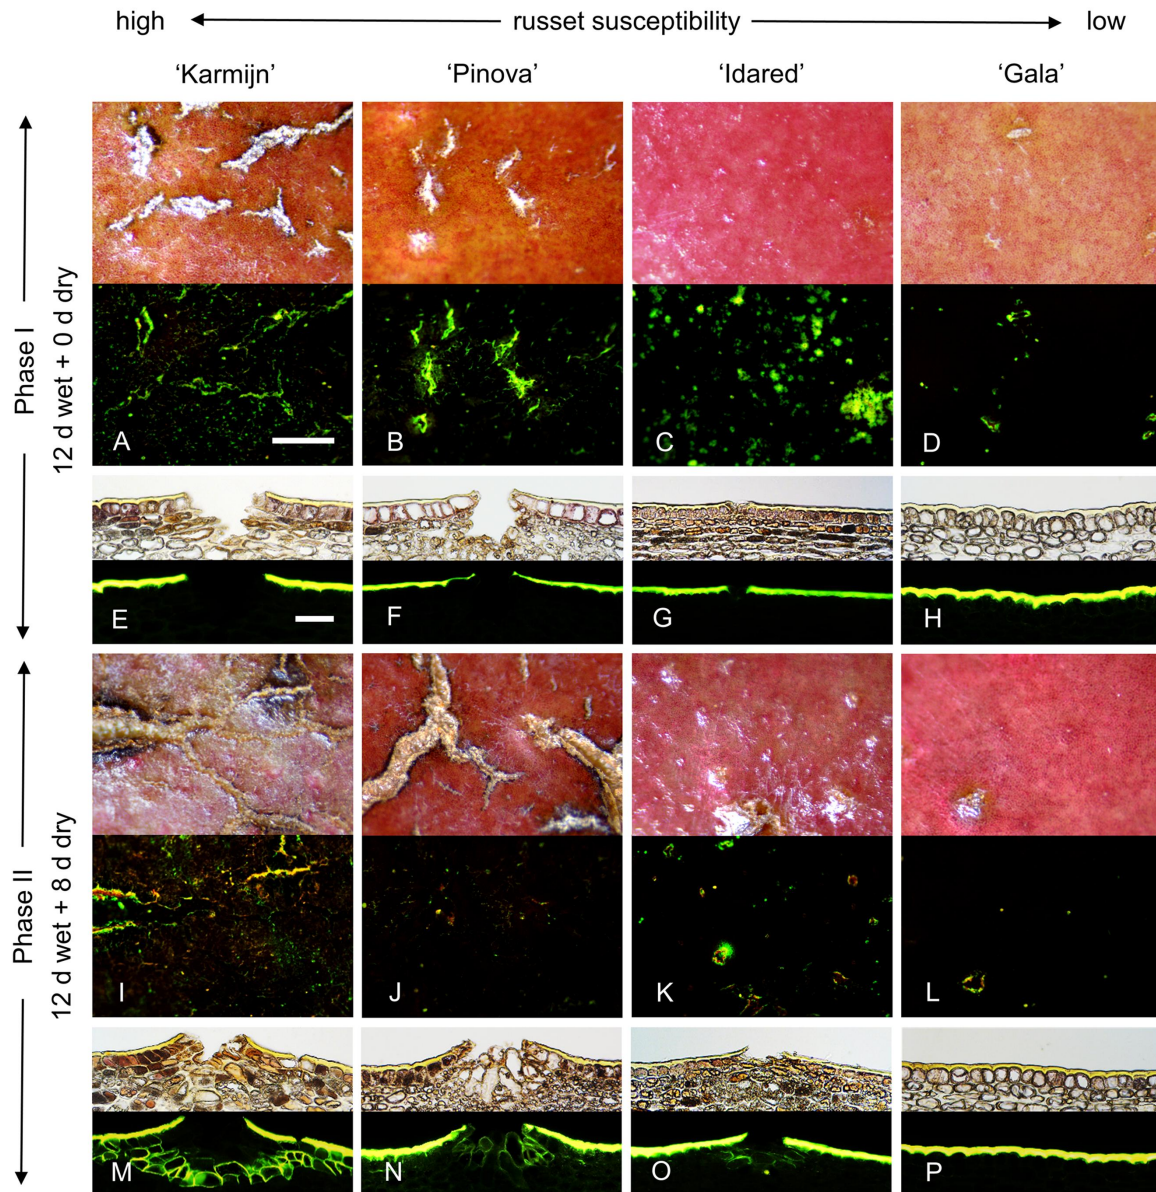 high russet susceptibility low
‘Karmijn’ ‘Pinova’ ‘Idared’ ‘Gala’
Phase I
12 d wet + 0 d dry
A B C D
E F G H
Phase II
12 d wet + 8 d dry
I J K L
M N O P